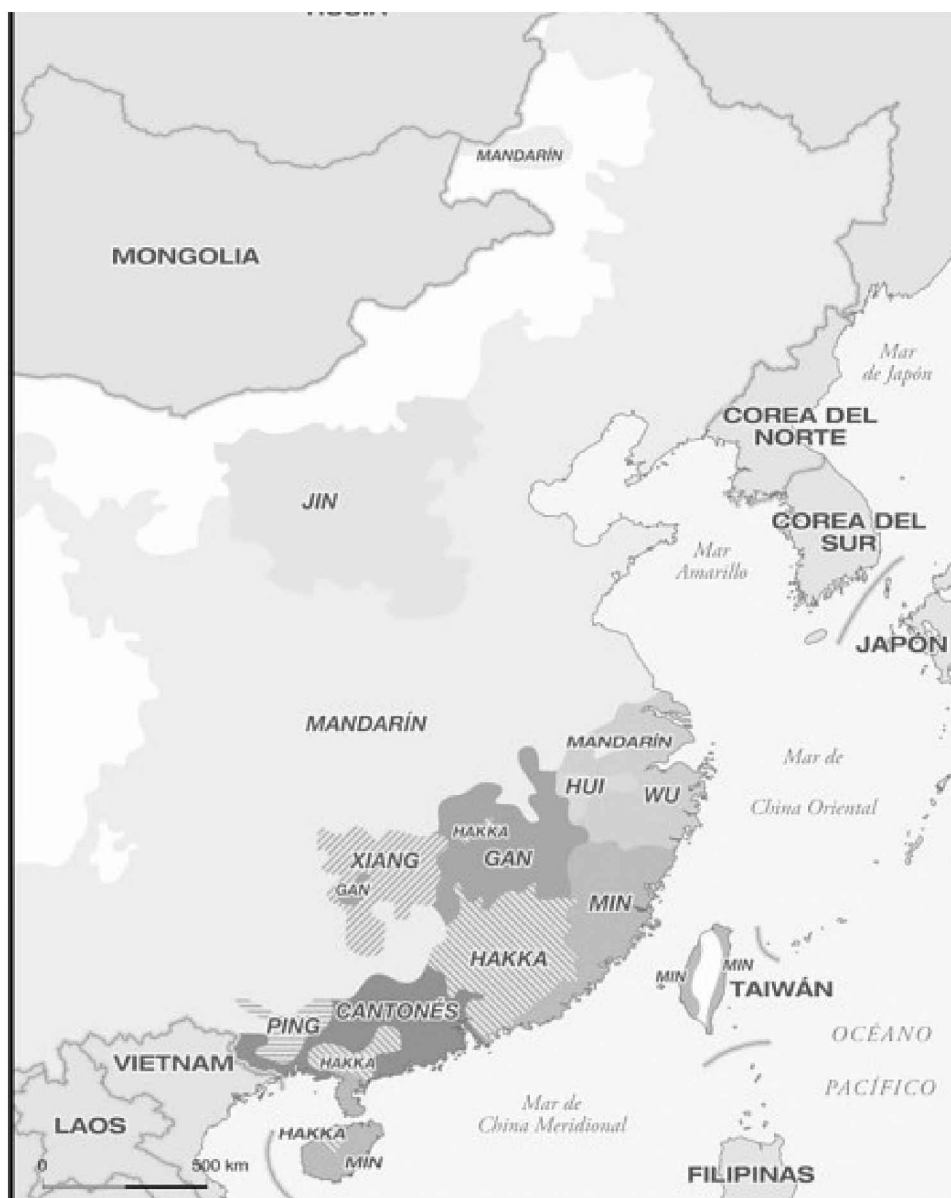 MANDARÍN
MONGOLIA
Mar
de Japón
COREA DEL
NORTE
JIN
COREA DEL
SUR
Mar
Amarillo
JAPÓN
MANDARÍN
MANDARÍN
Mar de
China Oriental
HUI
WU
HAKKA
GAN
XIANG
GAN
MIN
HAKKA
MIN
MIN
TAIWÁN
CANTONÉS
PING
OCÉANO
PACÍFICO
VIETNAM
HAKKA
Mar de
China Meridional
LAOS
HAKKA
MIN
0
500 km
FILIPINAS